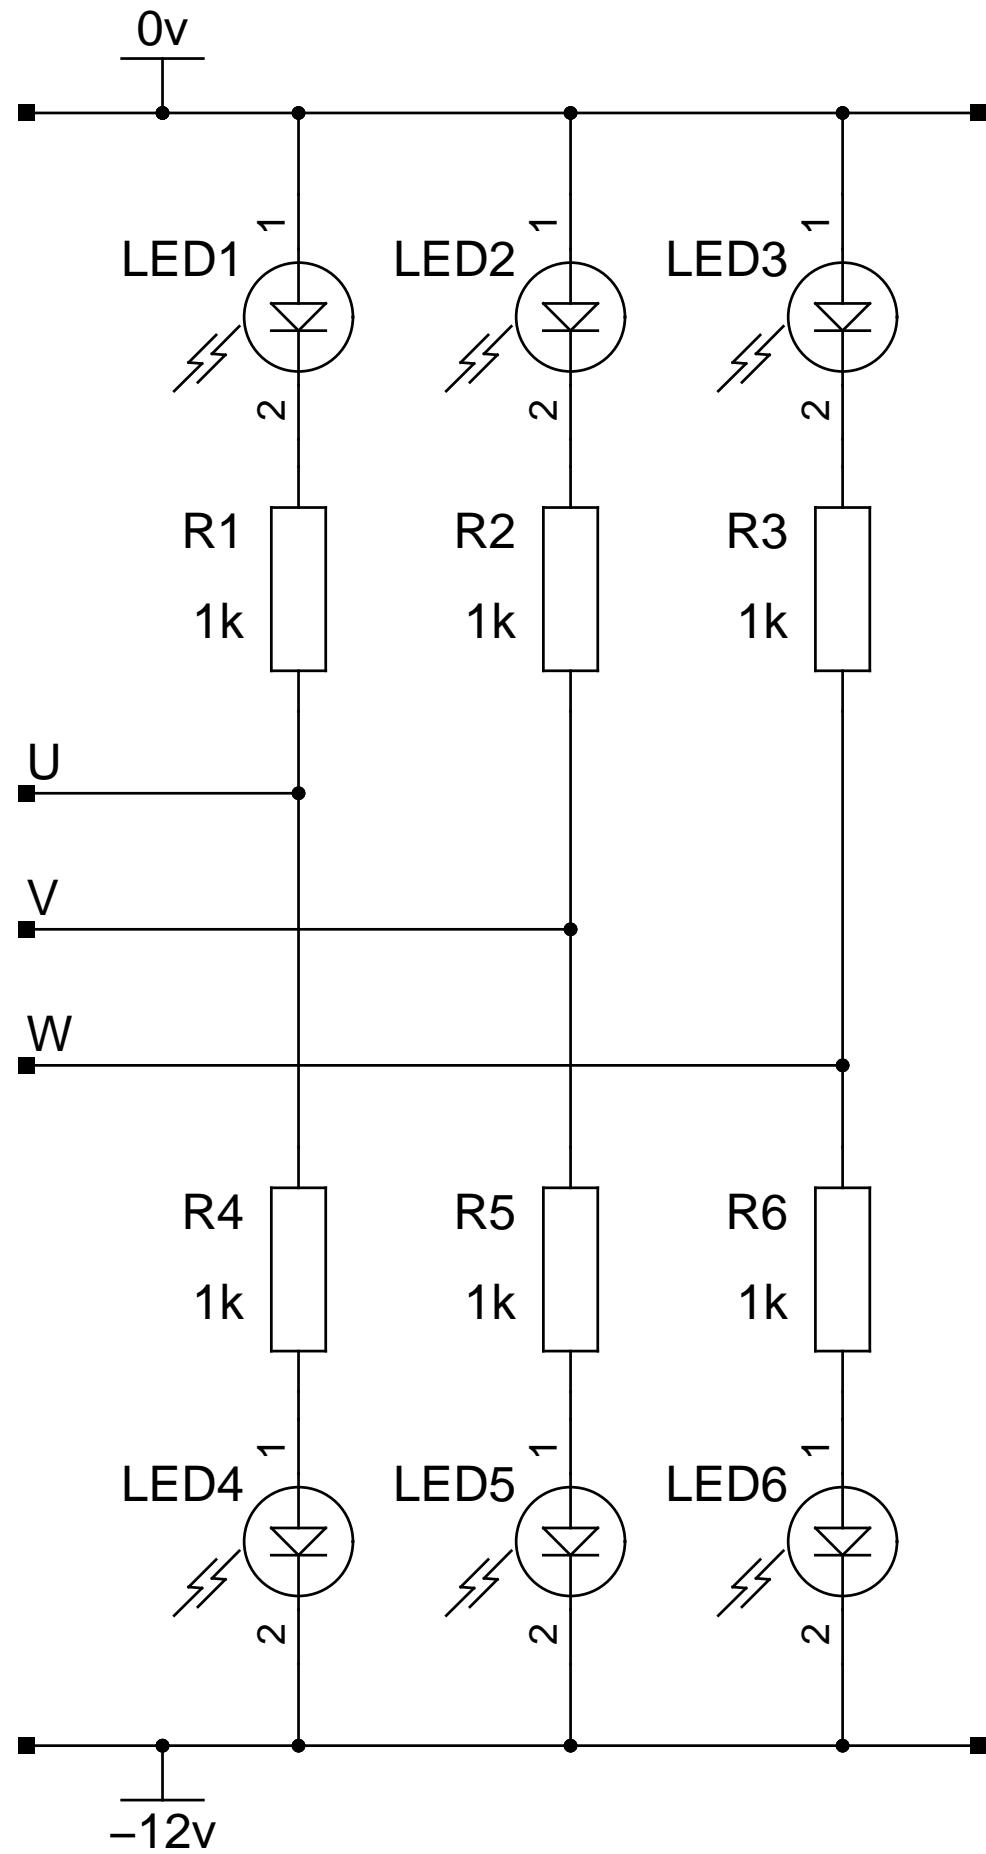 0v
1 1 1
LED1 LED2 LED3
2 2 2
R1 R2 R3
1k 1k 1k
U
V
W
R4 R5 R6
1k 1k 1k
1 1 1
LED4 LED5 LED6
2 2 2
–12v